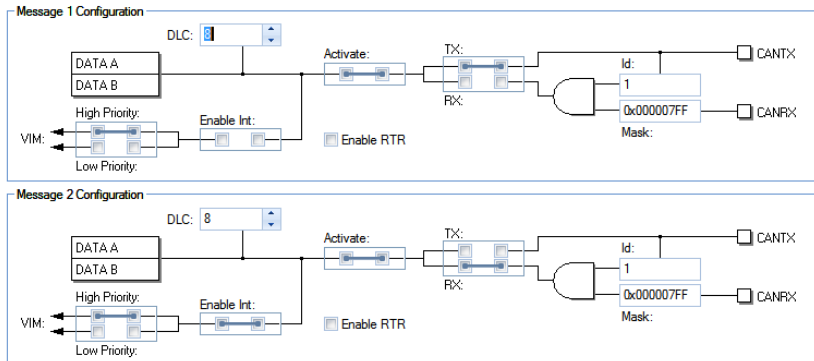 Message 1 Configuration
DLC: 8
Activate:
TX:
CANTX
DATA A
Id:
DATA B
1
High Priority:
Enable Int:
RX:
0x000007FF
CANRX
VIM:
Enable RTR
Mask:
Low Priority:
Message 2 Configuration
DLC: 8
Activate:
TX:
CANTX
DATA A
Id:
DATA B
1
High Priority:
Enable Int:
RX:
0x000007FF
CANRX
VIM:
Enable RTR
Mask:
Low Priority: